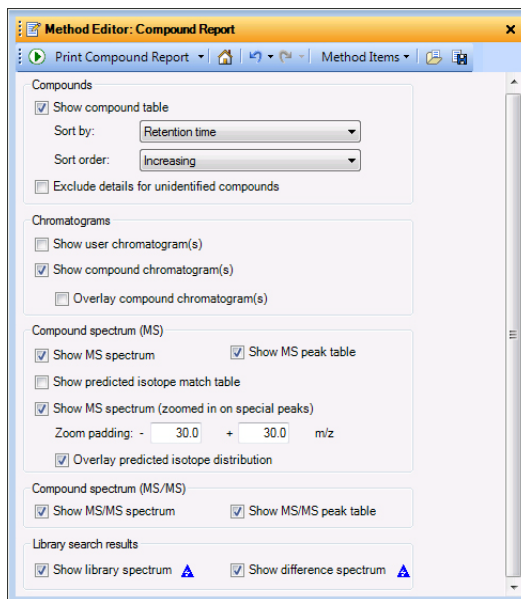 Method Editor: Compound Report
Print Compound Report Method Items
Compounds
Show compound table
Sort by: Retention time
Sort order: Increasing
Exclude details for unidentified compounds
Chromatograms
Show user chromatogram(s)
Show compound chromatogram(s)
Overlay compound chromatogram(s)
Compound spectrum (MS)
Show MS spectrum Show MS peak table
Show predicted isotope match table
Show MS spectrum (zoomed in on special peaks)
Zoom padding: - 30.0 + 30.0 m/z
Overlay predicted isotope distribution
Compound spectrum (MS/MS)
Show MS/MS spectrum Show MS/MS peak table
Library search results
Show library spectrum Show difference spectrum